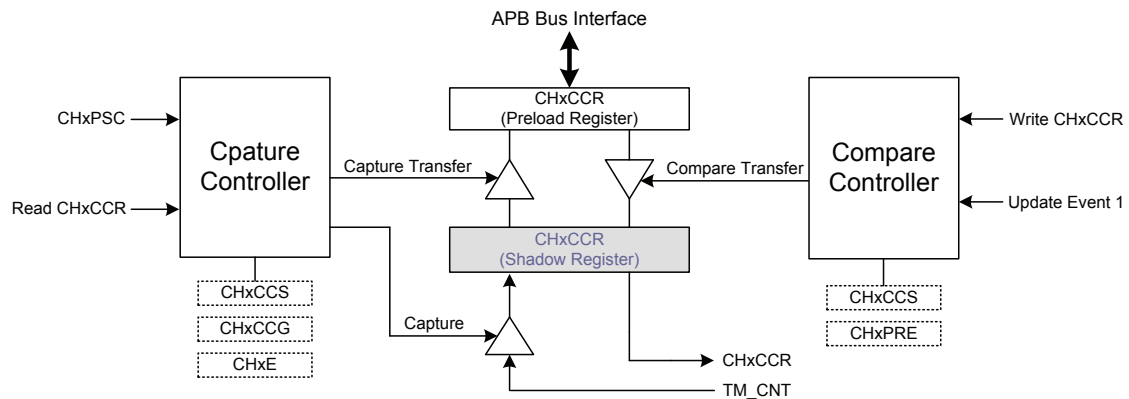 APB Bus Interface
CHxCCR
(Preload Register)
CHxPSC
Cpature
Controller
Read CHxCCR
Capture Transfer
Compare Transfer
Compare
Controller
Write CHxCCR
Update Event 1
CHxCCR
(Shadow Register)
CHxCCS
CHxCCG
CHxE
Capture
CHxCCS
CHxPRE
CHxCCR
TM_CNT